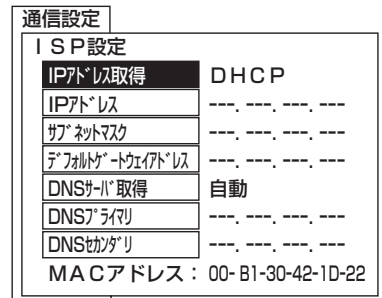 通信設定
ＩＳＰ設定
IPｱﾄﾞﾚｽ取得 ＤＨＣＰ
IPｱﾄﾞﾚｽ ---. ---. ---. ---
ｻﾌﾞﾈｯﾄﾏｽｸ ---. ---. ---. ---
ﾃﾞﾌｫﾙﾄｹﾞｰﾄｳｪｲｱﾄﾞﾚｽ ---. ---. ---. ---
DNSｻｰﾊﾞ取得 自動
DNSﾌﾟﾗｲﾏﾘ ---. ---. ---. ---
DNSｾｶﾝﾀﾞﾘ ---. ---. ---. ---
ＭＡＣアドレス： 00- B1-30-42-1D-22